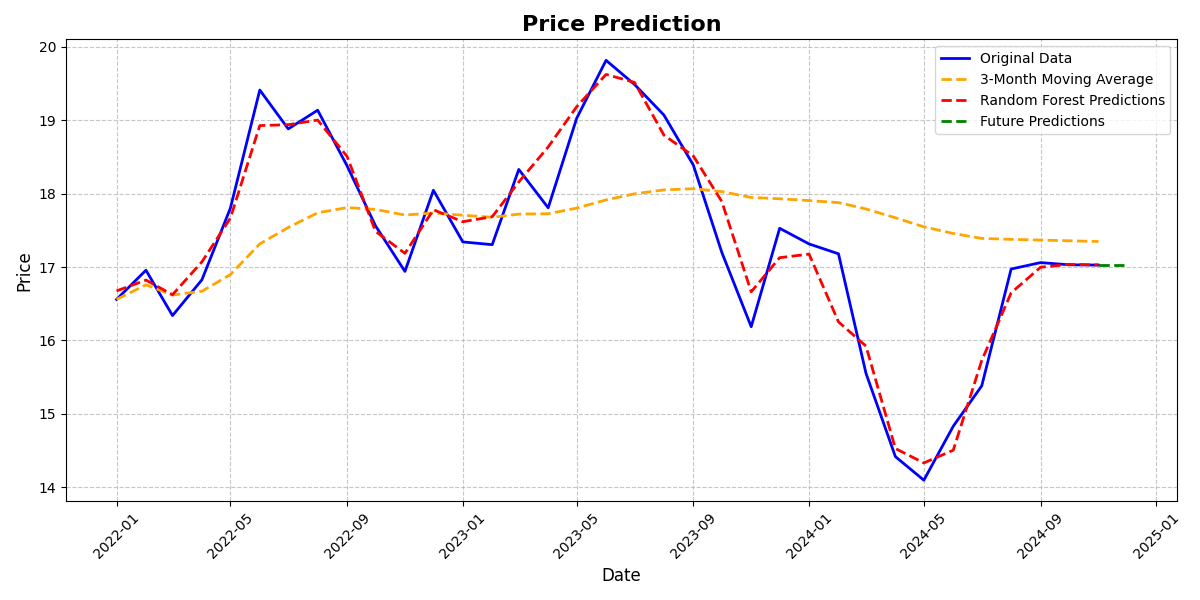 Price Prediction
Original Data
3-Month Moving Average
Random Forest Predictions
Future Predictions
Price
20
19
18
17
16
15
14
2022-01
2022-05
2022-09
2023-01
2023-05
2023-09
2024-01
2024-05
2024-09
2025-01
Date